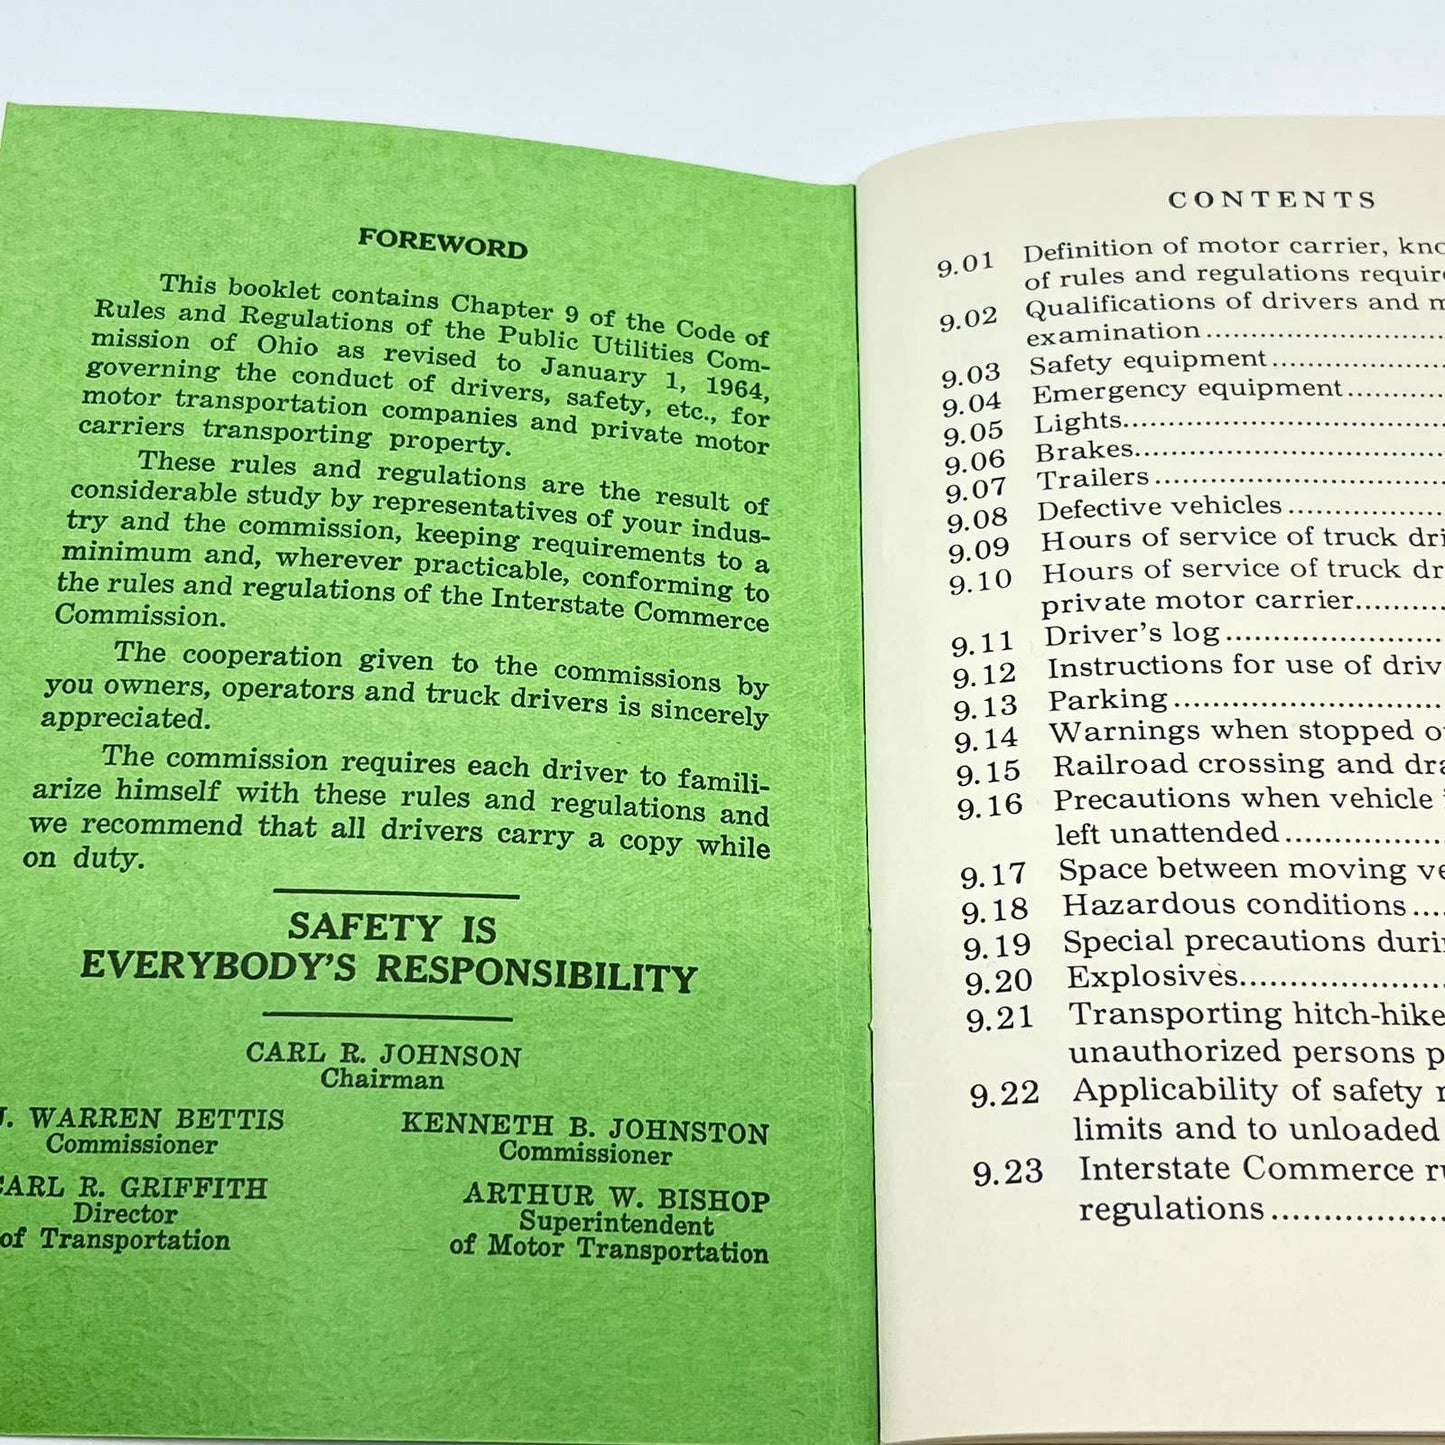 FOREWORD
This booklet contains Chapter 9 of the Code of
Rules and Regulations of the Public Utilities Com-
mission of Ohio as revised to January 1, 1964,
governing the conduct of drivers, safety, etc., for
motor transportation companies and private motor
carriers transporting property.
These rules and regulations are the result of
considerable study by representatives of your indus-
try and the commission, keeping requirements to a
minimum and, wherever practicable, conforming to
the rules and regulations of the Interstate Commerce
Commission.
The cooperation given to the commissions by
you owners, operators and truck drivers is sincerely
appreciated.
The commission requires each driver to famili-
arize himself with these rules and regulations and
we recommend that all drivers carry a copy while
on duty.
SAFETY IS
EVERYBODY'S RESPONSIBILITY
CARL R. JOHNSON
Chairman
J. WARREN BETTIS
Commissioner
KENNETH B. JOHNSTON
Commissioner
CARL R. GRIFFITH
Director
of Transportation
ARTHUR W. BISHOP
Superintendent
of Motor Transportation
CONTENTS
9.01 Definition of motor carrier,
of rules and regulations
9.02 Qualifications of drivers and
examination
9.03 Safety equipment
9.04 Emergency equipment
9.05 Lights
9.06 Brakes
9.07 Trailers
9.08 Defective vehicles
9.09 Hours of service of truck
9.10 Hours of service of truck
private motor carrier
9.11 Driver's log
9.12 Instructions for use of
9.13 Parking
9.14 Warnings when stopped
9.15 Railroad crossing and
9.16 Precautions when vehicle
left unattended
9.17 Space between moving
9.18 Hazardous conditions
9.19 Special precautions
9.20 Explosives
9.21 Transporting
unauthorized persons
9.22 Applicability of safety
limits and to unloaded
9.23 Interstate Commerce
regulations